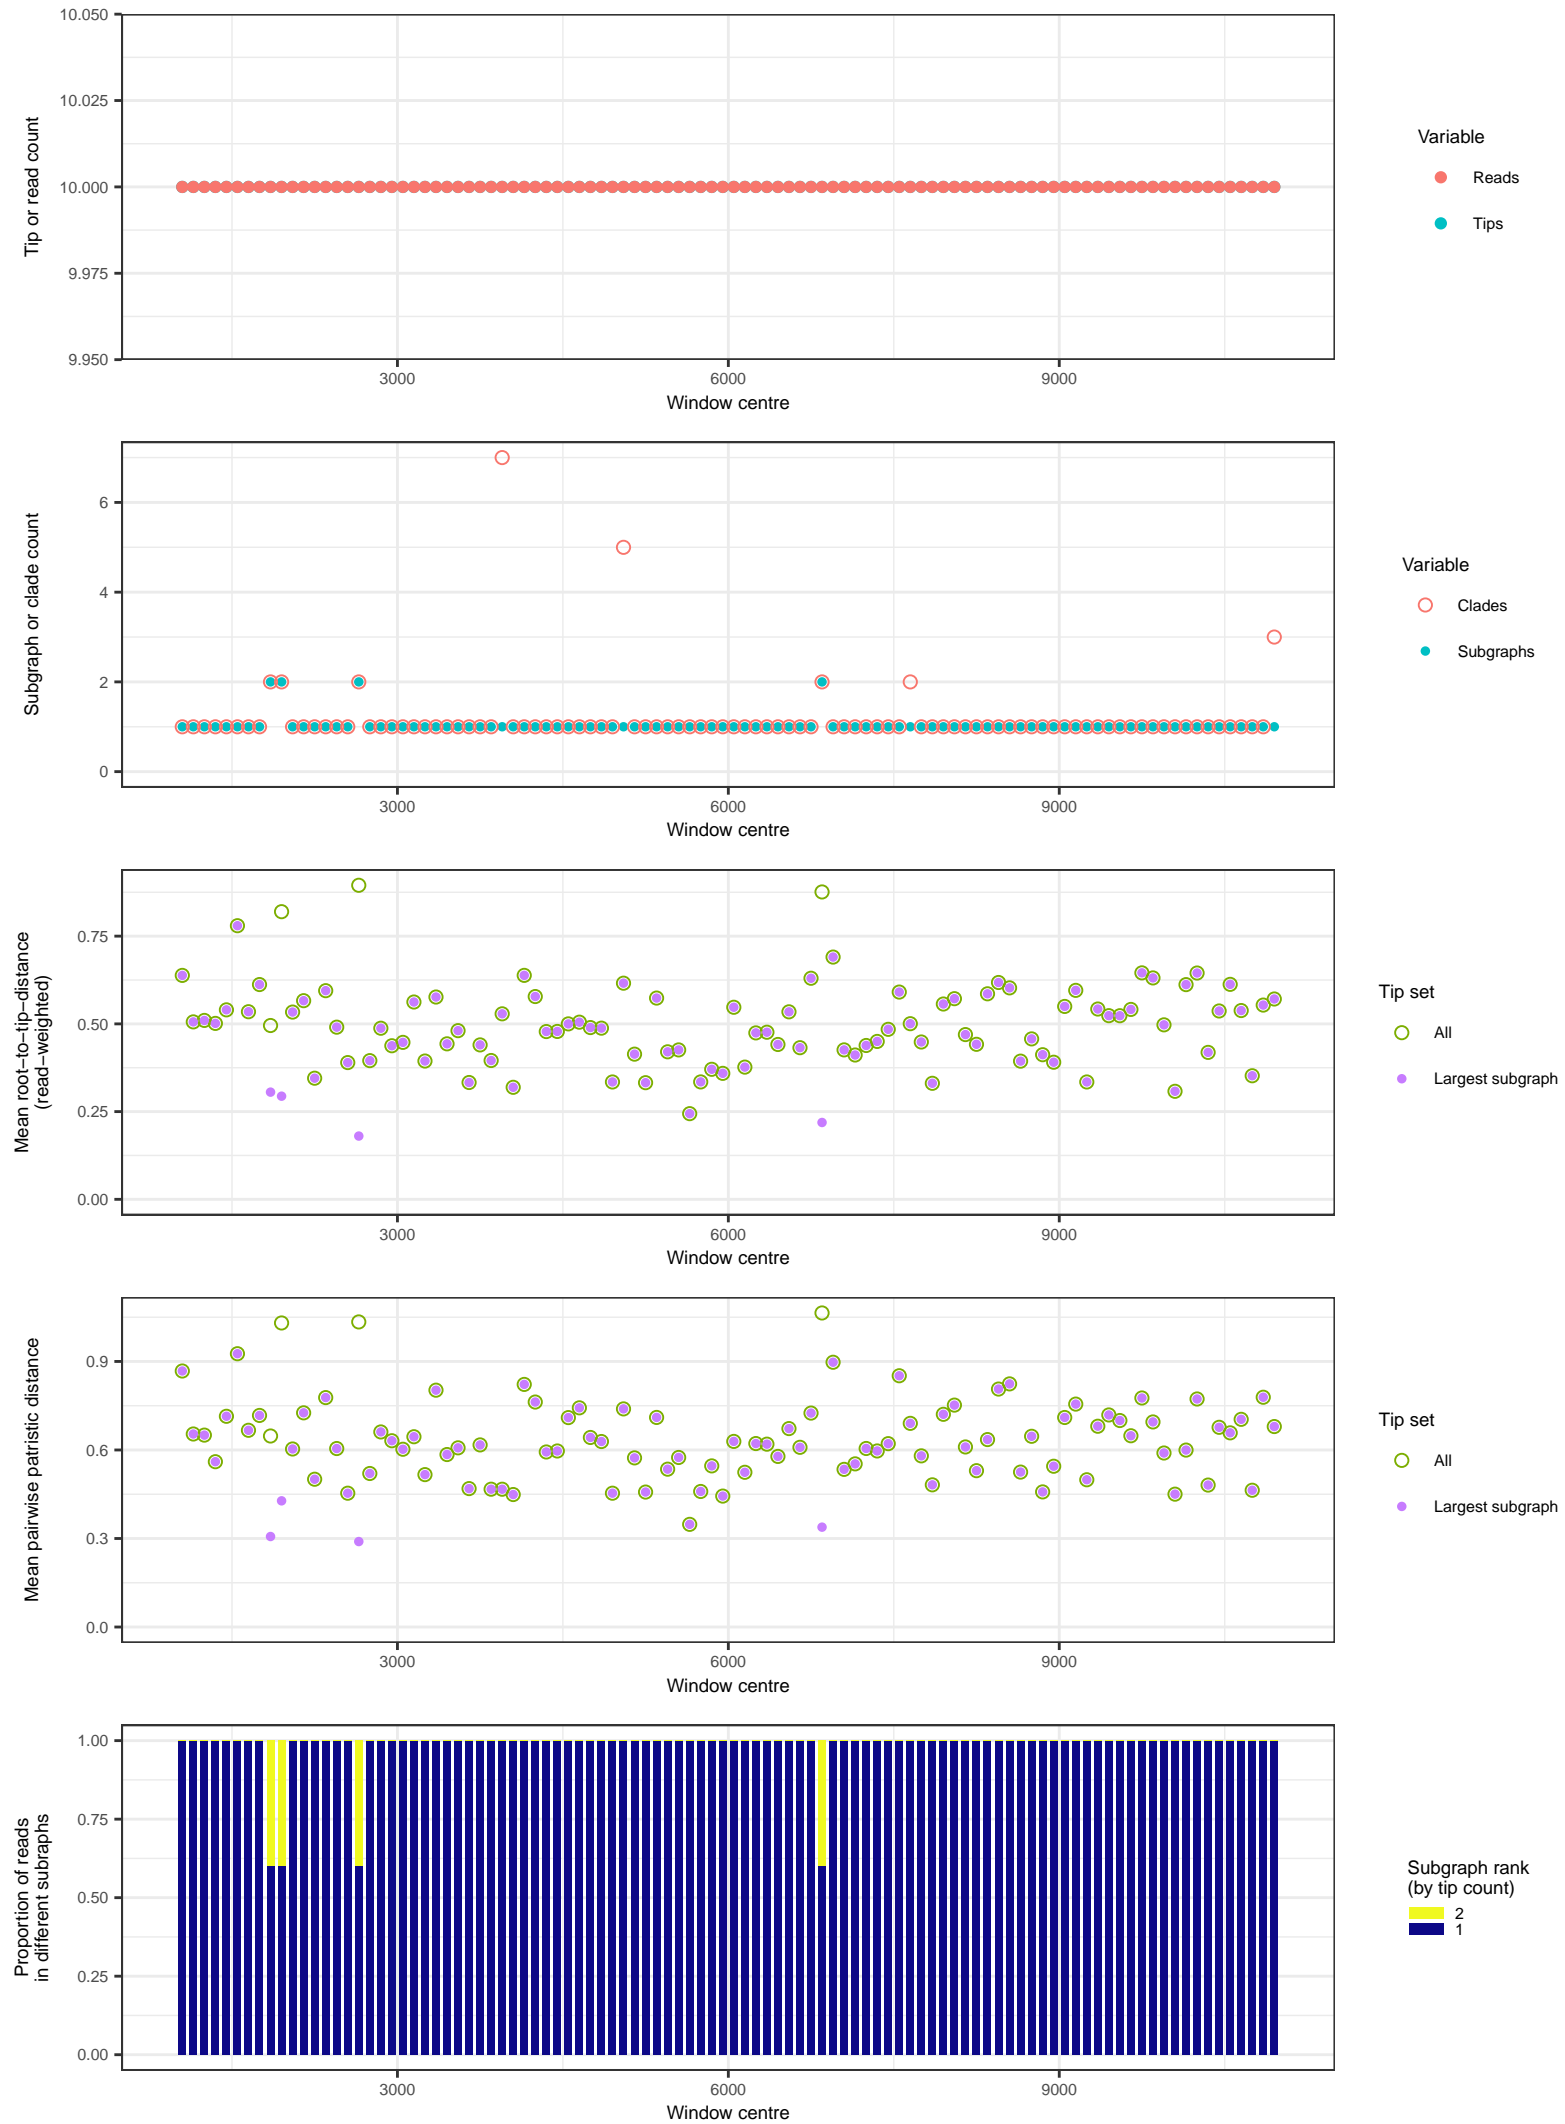 10.050
10.025
10.000
9.975
9.950
Tip or read count
3000
6000
9000
Window centre
Variable
Reads
Tips
6
4
2
0
Subgraph or clade count
3000
6000
9000
Window centre
Variable
Clades
Subgraphs
0.75
0.50
0.25
0.00
Mean root−to−tip−distance
(read−weighted)
3000
6000
9000
Window centre
Tip set
All
Largest subgraph
0.9
0.6
0.3
0.0
Mean pairwise patristic distance
3000
6000
9000
Window centre
Tip set
All
Largest subgraph
1.00
0.75
0.50
0.25
0.00
Proportion of reads
in different subraphs
3000
6000
9000
Window centre
Subgraph rank
(by tip count)
2
1